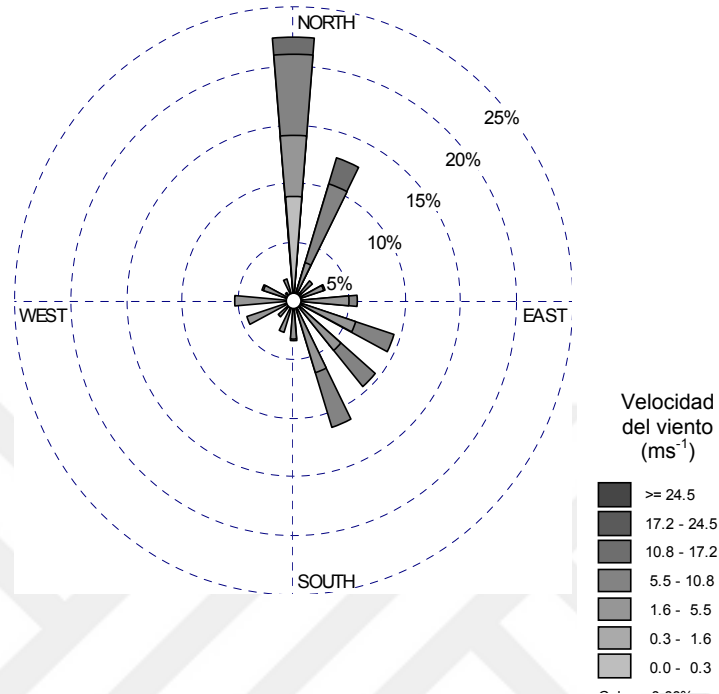 NORTH
25%
20%
15%
10%
5%
WEST
EAST
SOUTH
Velocidad
del viento
(ms-1)
>= 24.5
17.2 - 24.5
10.8 - 17.2
5.5 - 10.8
1.6 - 5.5
0.3 - 1.6
0.0 - 0.3